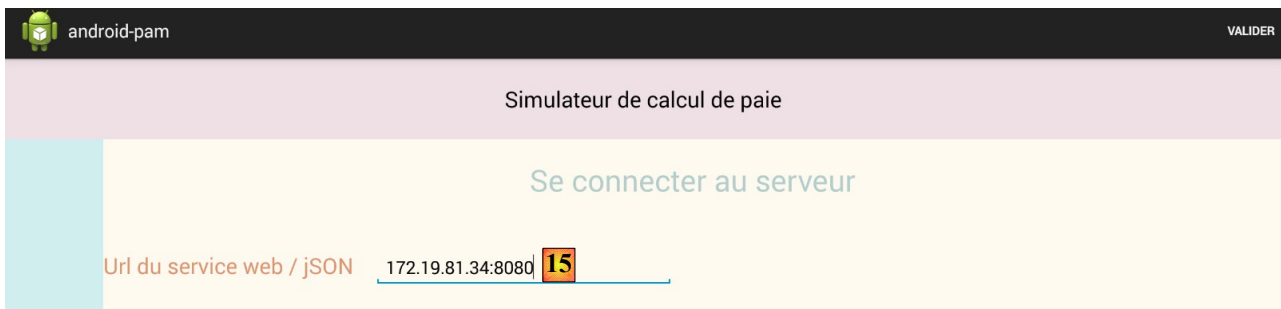 android-pam VALIDER
Simulateur de calcul de paie
Se connecter au serveur
Url du service web / jSON 172.19.81.34:8080 15